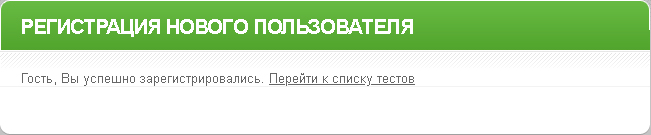 РЕГИСТРАЦИЯ НОВОГО ПОЛЬЗОВАТЕЛЯ
Гость, Вы успешно зарегистрировались. Перейти к списку тестов